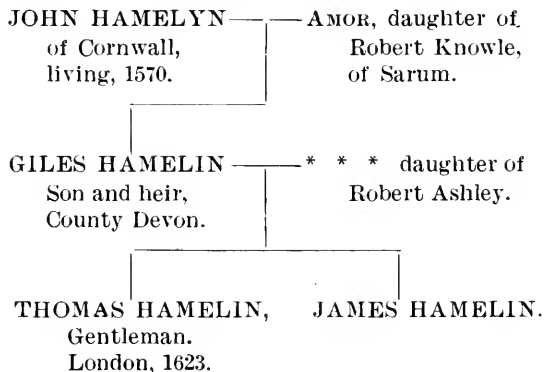 JOHN HAMELYN — AMOR, daughter of
of Cornwall, Robert Knowle,
living, 1570. of Sarum.
GILES HAMELIN — * * * daughter of
Son and heir, Robert Ashley.
County Devon.
THOMAS HAMELIN, JAMES HAMELIN.
Gentleman.
London, 1623.